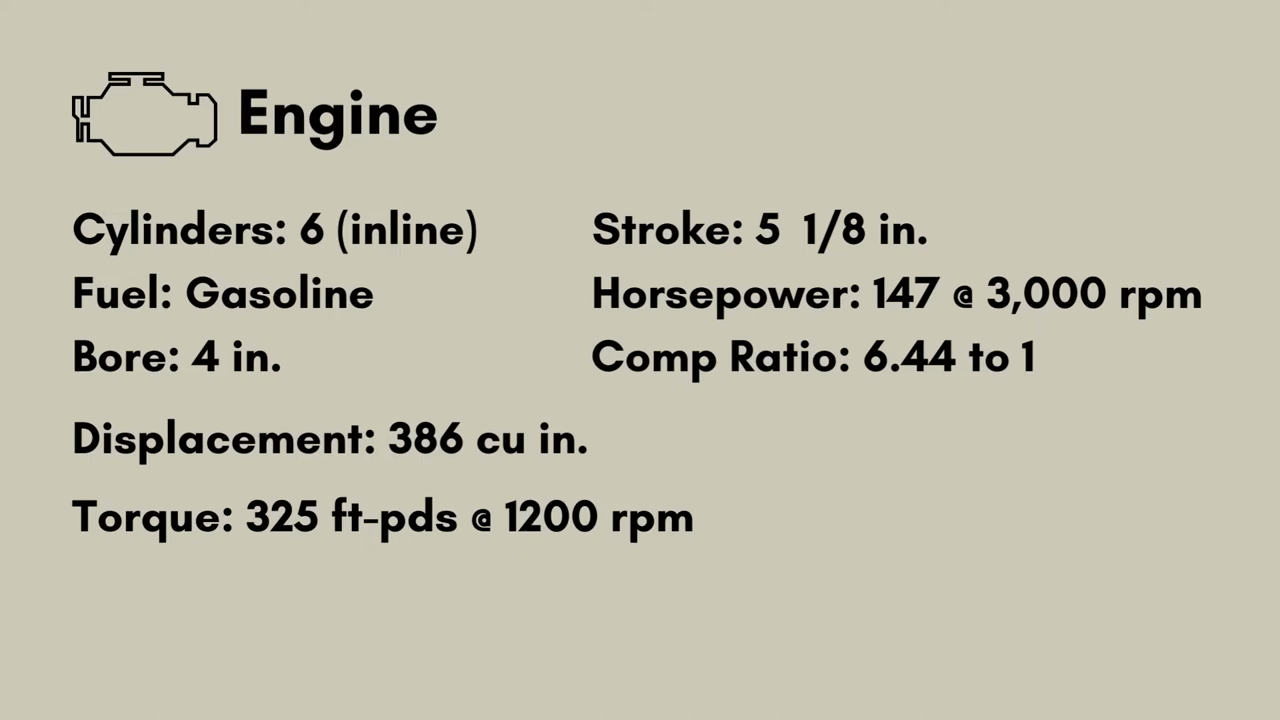 Engine
Cylinders: 6 (inline)
Fuel: Gasoline
Bore: 4 in.
Stroke: 5 1/8 in.
Horsepower: 147 @ 3,000 rpm
Comp Ratio: 6.44 to 1
Displacement: 386 cu in.
Torque: 325 ft-pds @ 1200 rpm